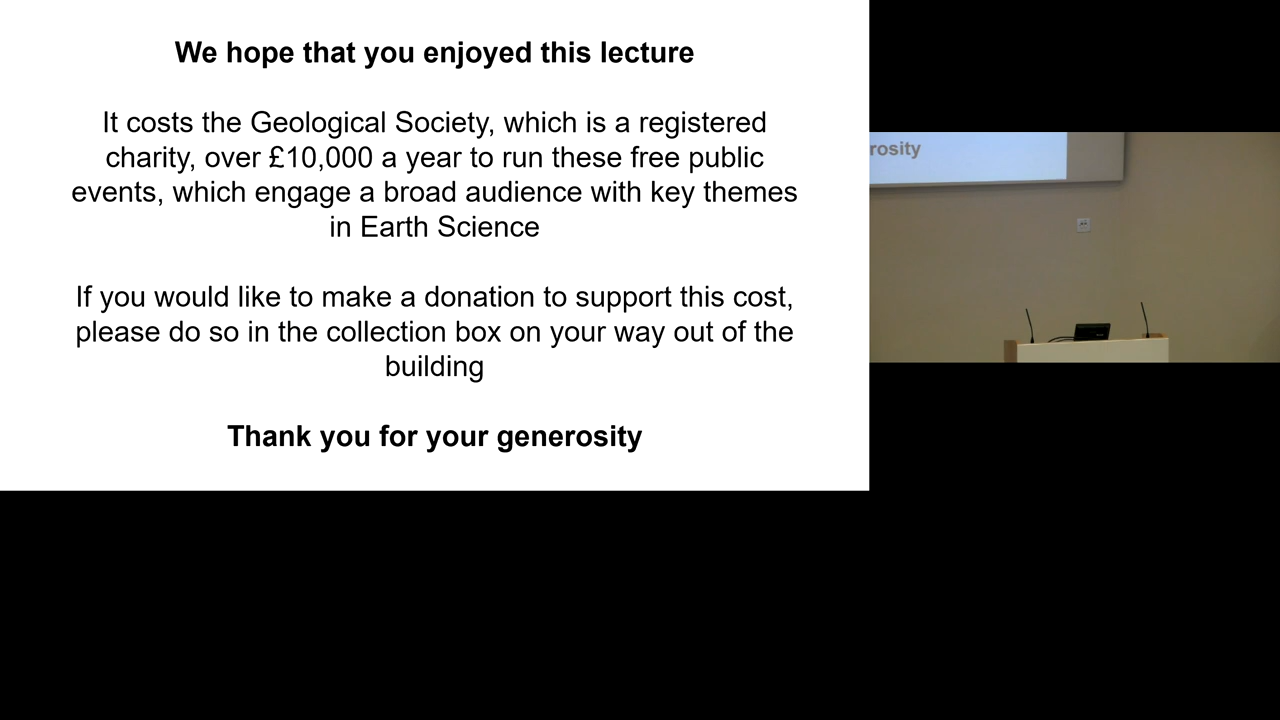 We hope that you enjoyed this lecture
It costs the Geological Society, which is a registered
charity, over £10,000 a year to run these free public
events, which engage a broad audience with key themes
in Earth Science
If you would like to make a donation to support this cost,
please do so in the collection box on your way out of the
building
Thank you for your generosity
rosity